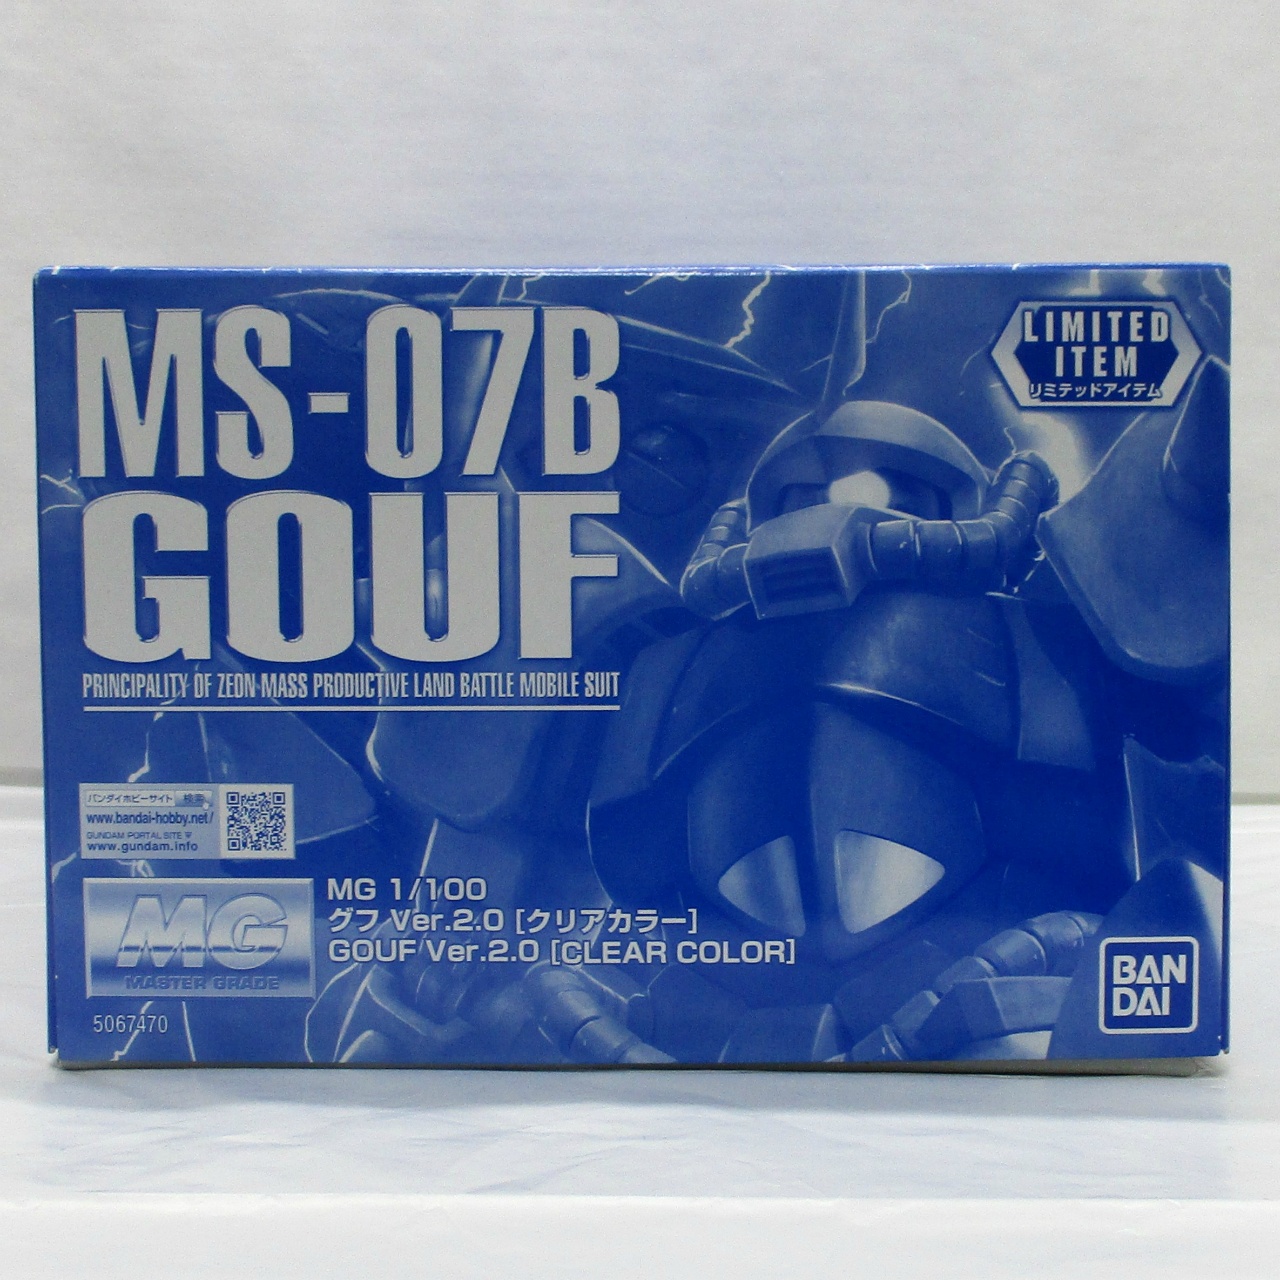 MS-07B
GOUF
PRINCIPALITY OF ZEON MASS PRODUCTIVE LAND BATTLE MOBILE SUIT
LIMITED
ITEM
リミテッドアイテム
バンダイホビーサイト 検索
www.bandai-hobby.net/
GUNDAM PORTAL SITE
www.gundam.info
MG
MASTER GRADE
MG 1/100
グフ Ver.2.0 [クリアカラー]
GOUF Ver.2.0 [CLEAR COLOR]
5067470
BAN
DAI